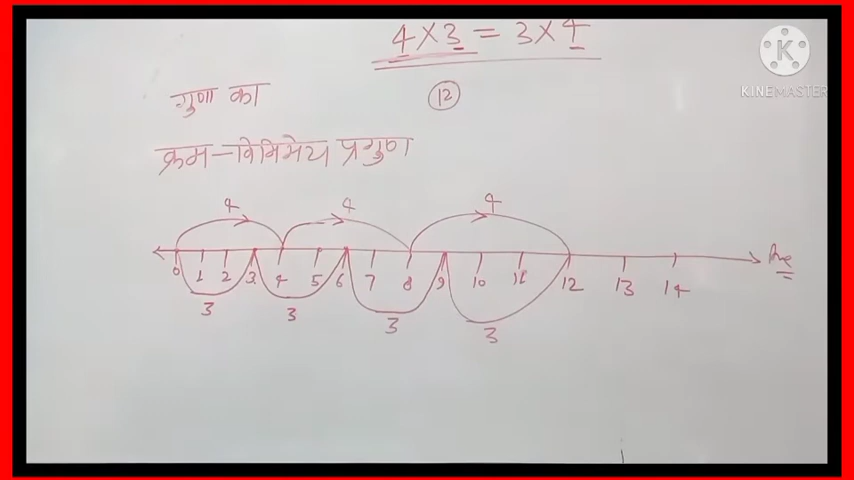 4 × 3 = 3 × 4
12
गुणा का
क्रम-विनिमेय प्रगुण
4 4 4
0 1 2 3 4 5 6 7 8 9 10 11 12 13 14
3 3 3 3
K
KINEMASTER